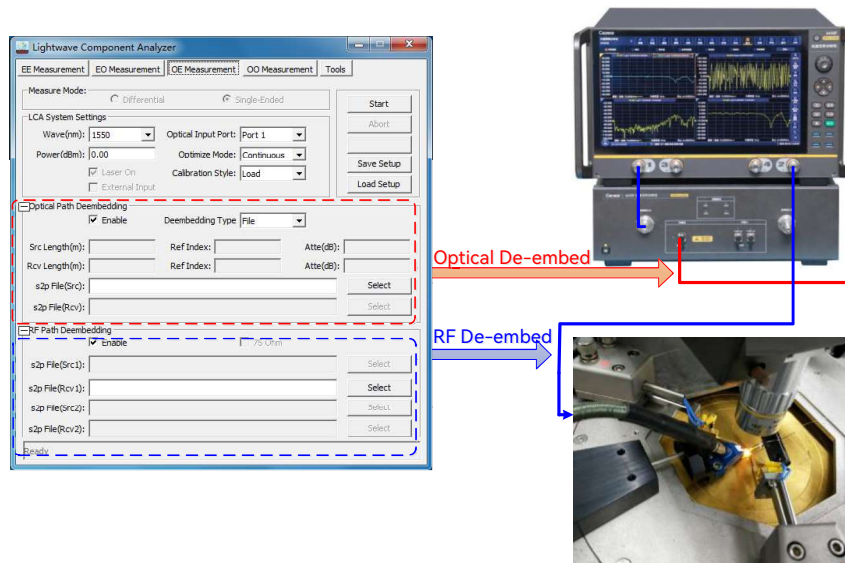 Lightwave Component Analyzer
EE Measurement EO Measurement OE Measurement OO Measurement Tools
Measure Mode:
Differential Single-Ended
Start
LCA System Settings
Abort
Wave(nm): 1550 Optical Input Port: Port 1
Power(dBm): 0.00 Optimize Mode: Continuous
Save Setup
Laser On Calibration Style: Load
External Input
Load Setup
Optical Path Deembedding
Enable Deembedding Type File
Src Length(m): Ref Index: Atte(dB):
Rcv Length(m): Ref Index: Atte(dB):
s2p File(Src): Select
s2p File(Rcv): Select
RF Path Deembedding
Enable 75 Ohm
s2p File(Src1): Select
s2p File(Rcv1): Select
s2p File(Src2): Select
s2p File(Rcv2): Select
Ready
Optical De-embed
RF De-embed
Ceyear